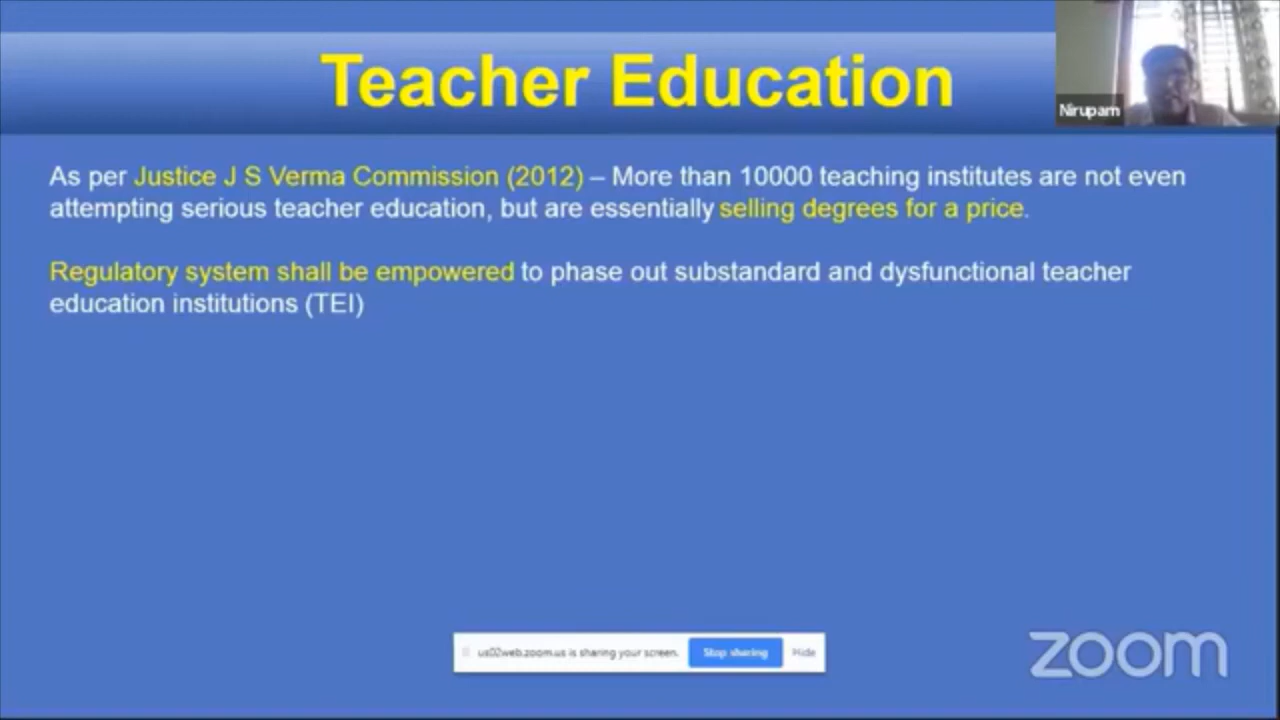 Teacher Education
Nirupam
As per Justice J S Verma Commission (2012) – More than 10000 teaching institutes are not even
attempting serious teacher education, but are essentially selling degrees for a price.
Regulatory system shall be empowered to phase out substandard and dysfunctional teacher
education institutions (TEI)
us02web.zoom.us is sharing your screen.
Stop sharing
Hide
zoom